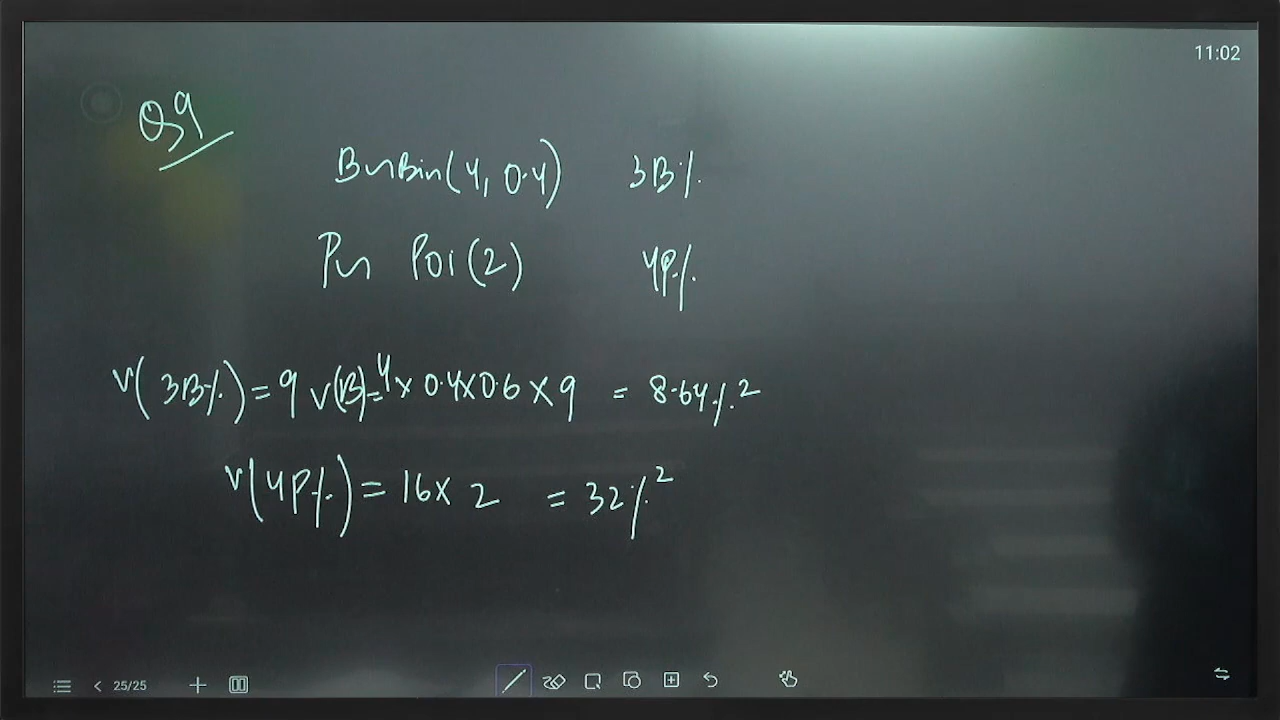 11:02
Q9
B~Bin(4, 0.4) 3B%
P~ Poi(2) 4P%
V(3B%) = 9 V(B) = 4 x 0.4 x 0.6 x 9 = 8.64%²
V(4P%) = 16 x 2 = 32%²
25/25